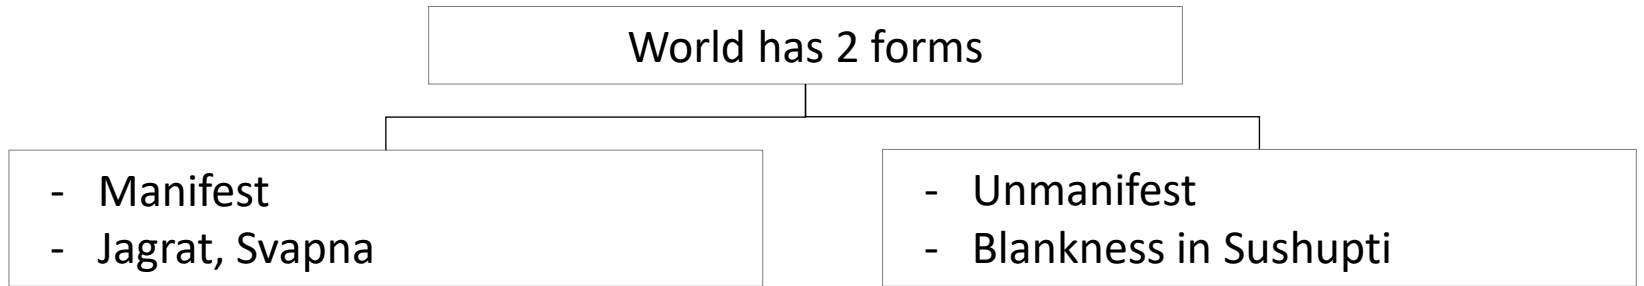 World has 2 forms
- Manifest
- Jagrat, Svapna
- Unmanifest
- Blankness in Sushupti